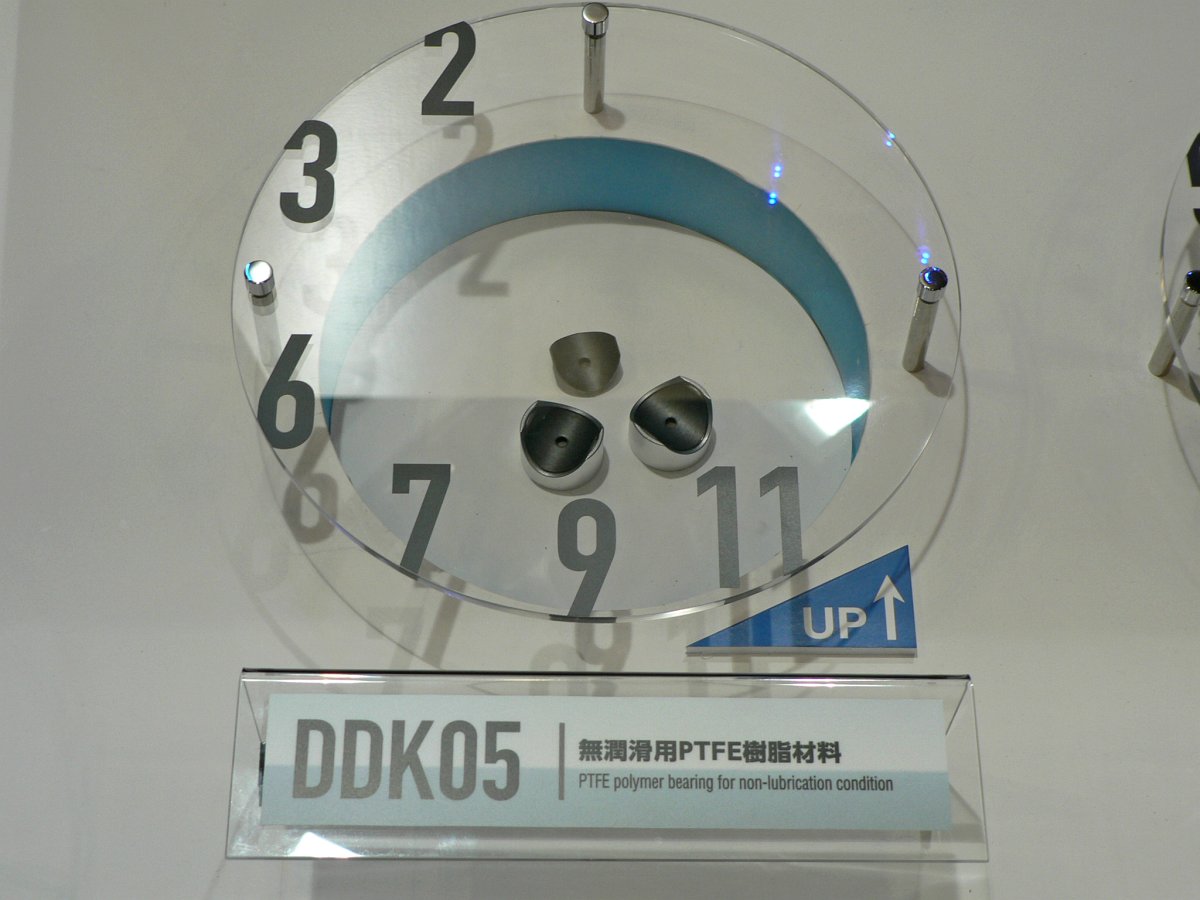 2
3
6
7
9
11
UP
DDK05
無潤滑用PTFE樹脂材料
PTFE polymer bearing for non-lubrication condition